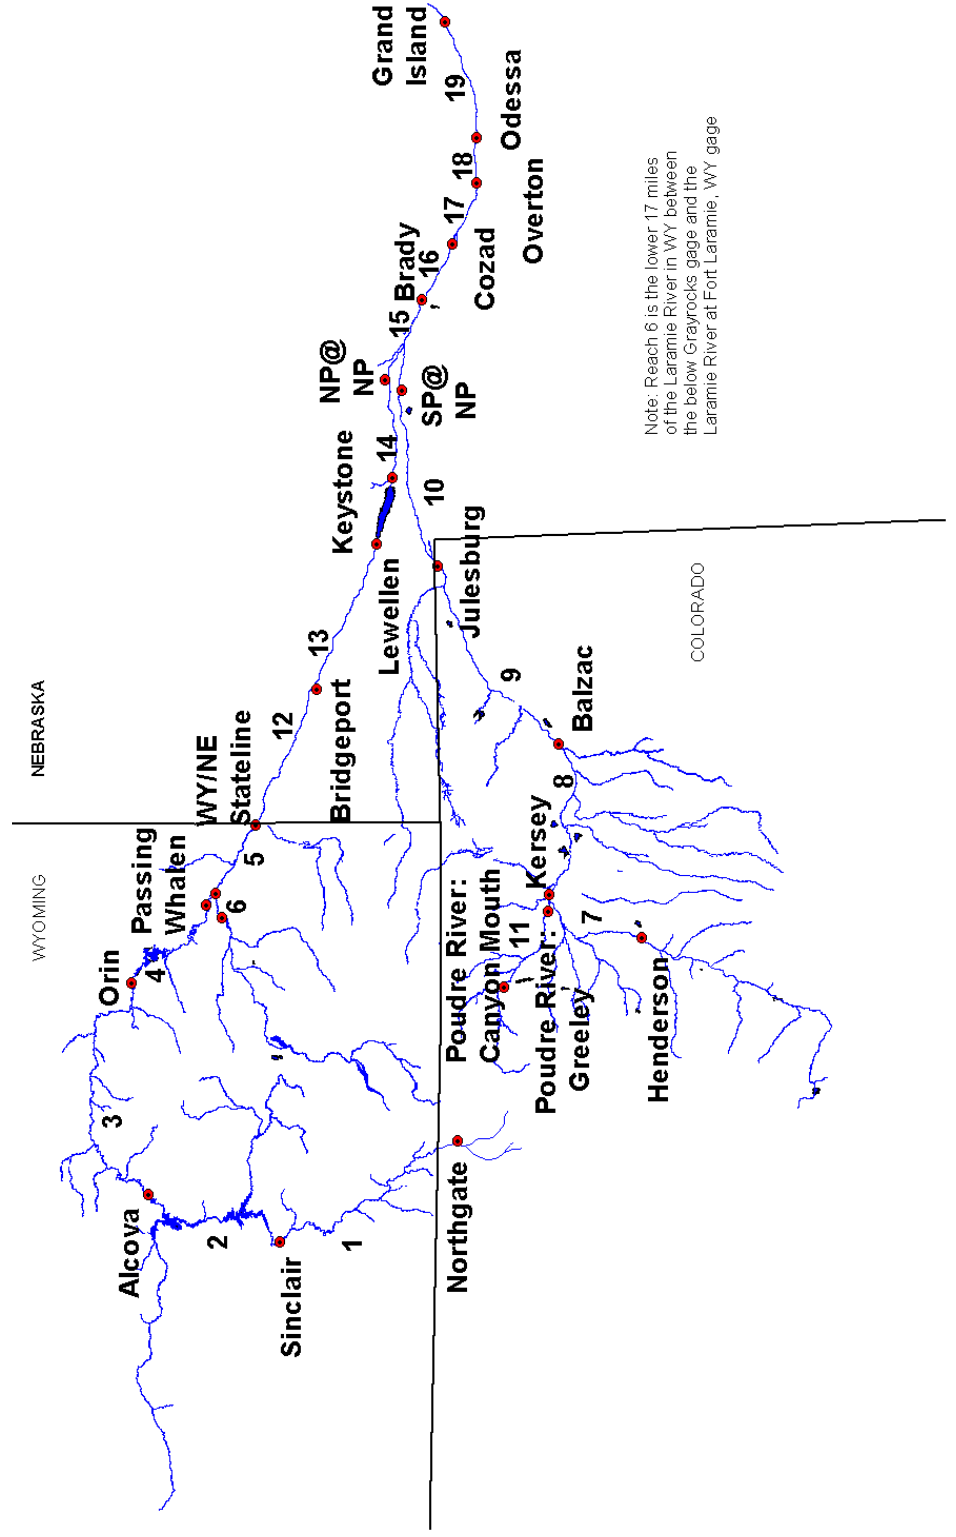 NEBRASKA
WYOMING
COLORADO
Grand
Island
19
Odessa
18
Overton
17
Cozad
16
Brady
15
NP@
NP
SP@
NP
14
Keystone
10
Lewellen
Julesburg
13
Bridgeport
12
WY/NE
Stateline
5
Passing
Whalen
6
Orin
4
3
Alcova
2
Sinclair
1
Northgate
9
Balzac
8
Kersey
Poudre River:
Canyon Mouth
11
Poudre River:
Greeley
7
Henderson
Note: Reach 6 is the lower 17 miles
of the Laramie River in WY between
the below Grayrocks gage and the
Laramie River at Fort Laramie, WY gage